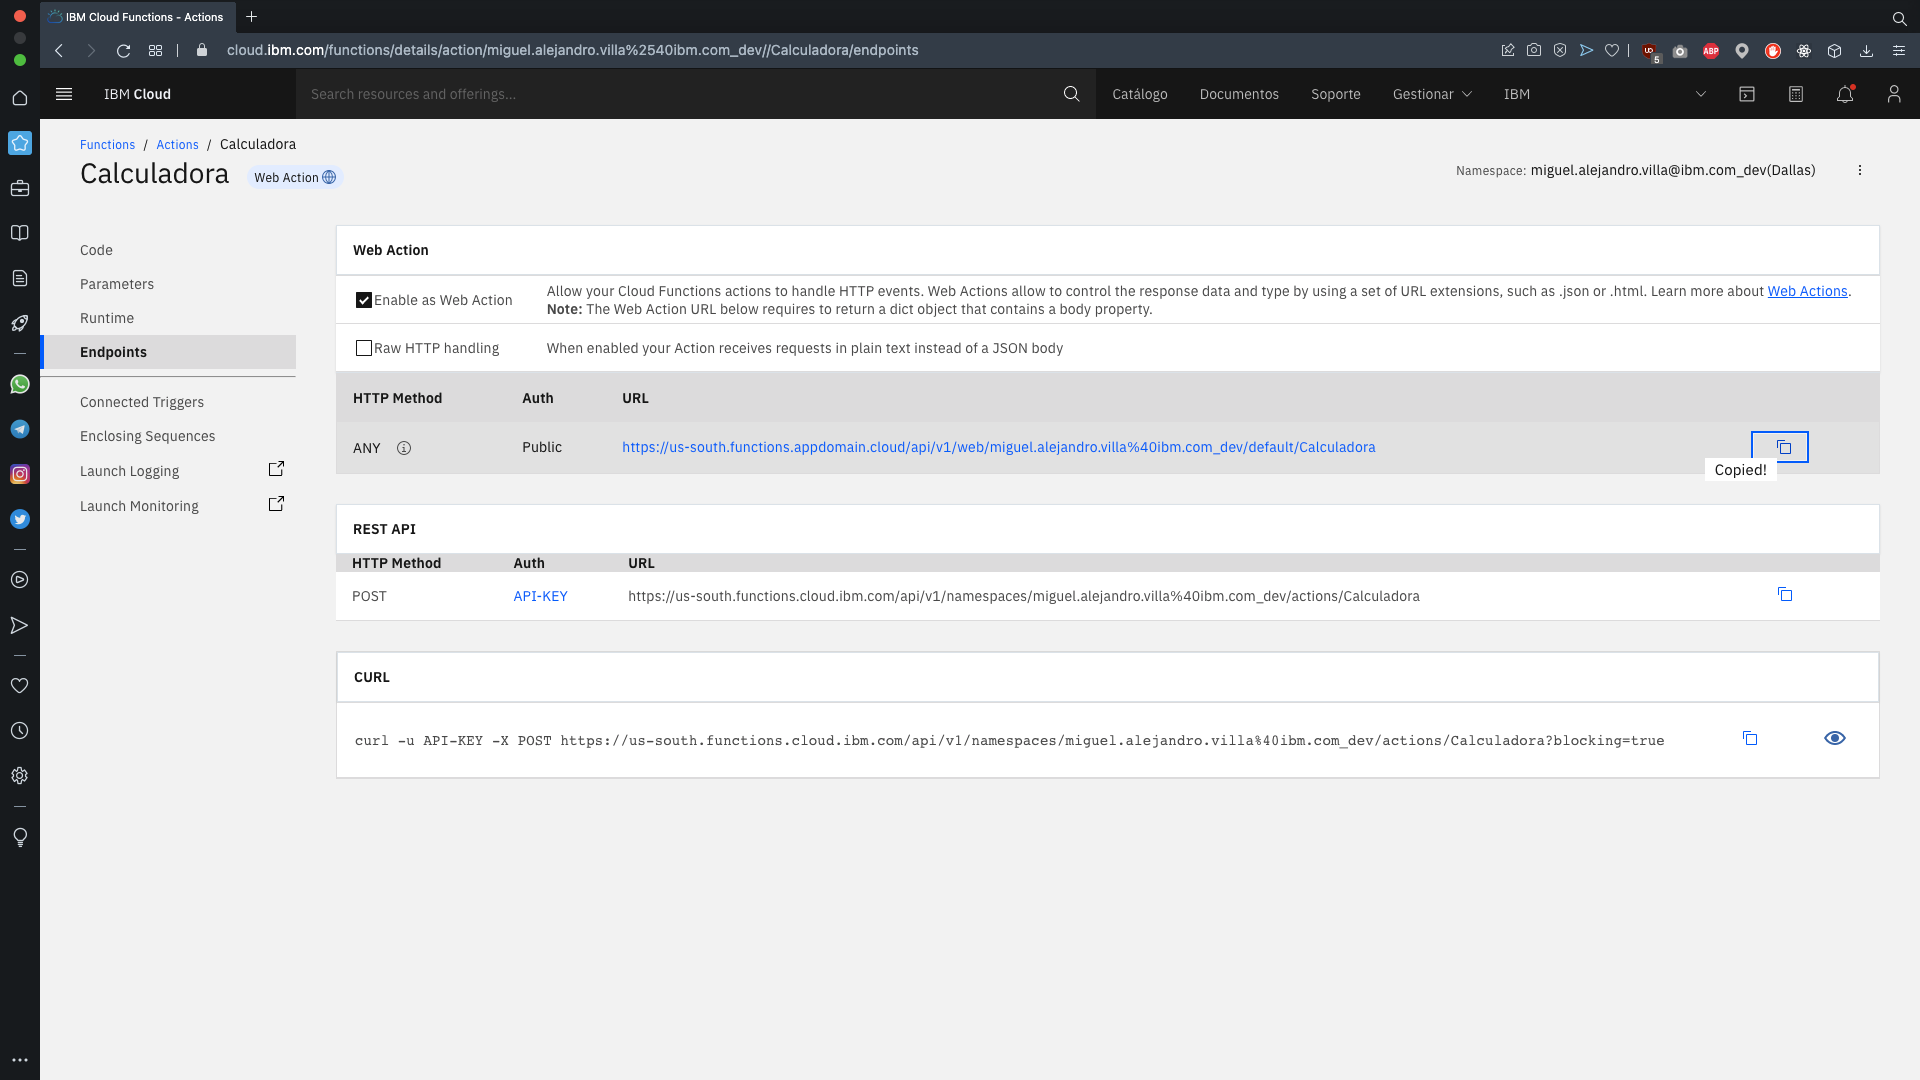 IBM Cloud Functions - Actions
cloud.ibm.com/functions/details/action/miguel.alejandro.villa%2540ibm.com_dev//Calculadora/endpoints
UO
5
ABP
IBM Cloud
Search resources and offerings...
Catálogo
Documentos
Soporte
Gestionar
IBM
Functions / Actions / Calculadora
Calculadora
Web Action
Namespace: miguel.alejandro.villa@ibm.com_dev(Dallas)
Code
Parameters
Runtime
Endpoints
Connected Triggers
Enclosing Sequences
Launch Logging
Launch Monitoring
Web Action
Enable as Web Action
Allow your Cloud Functions actions to handle HTTP events. Web Actions allow to control the response data and type by using a set of URL extensions, such as .json or .html. Learn more about Web Actions.
Note: The Web Action URL below requires to return a dict object that contains a body property.
Raw HTTP handling
When enabled your Action receives requests in plain text instead of a JSON body
HTTP Method Auth URL
ANY Public https://us-south.functions.appdomain.cloud/api/v1/web/miguel.alejandro.villa%40ibm.com_dev/default/Calculadora
Copied!
REST API
HTTP Method Auth URL
POST API-KEY https://us-south.functions.cloud.ibm.com/api/v1/namespaces/miguel.alejandro.villa%40ibm.com_dev/actions/Calculadora
CURL
curl -u API-KEY -X POST https://us-south.functions.cloud.ibm.com/api/v1/namespaces/miguel.alejandro.villa%40ibm.com_dev/actions/Calculadora?blocking=true